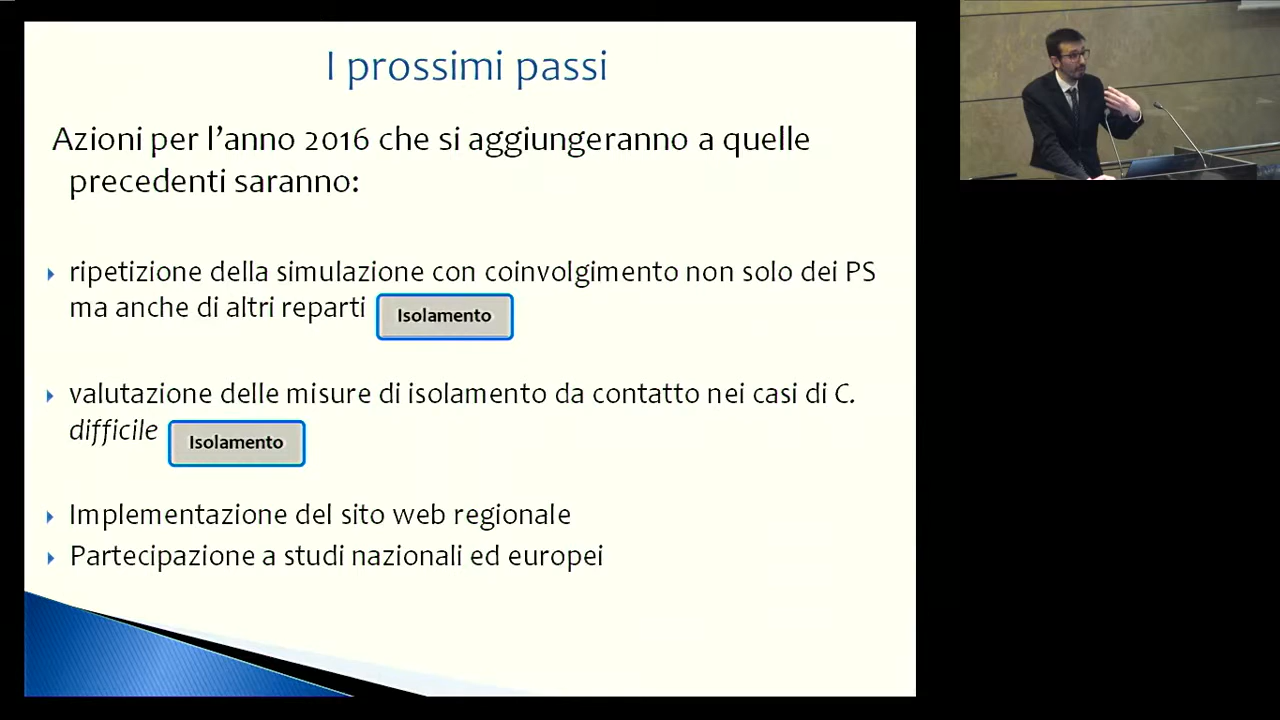 I prossimi passi
Azioni per l’anno 2016 che si aggiungeranno a quelle
precedenti saranno:
ripetizione della simulazione con coinvolgimento non solo dei PS
ma anche di altri reparti Isolamento
valutazione delle misure di isolamento da contatto nei casi di C.
difficile Isolamento
Implementazione del sito web regionale
Partecipazione a studi nazionali ed europei